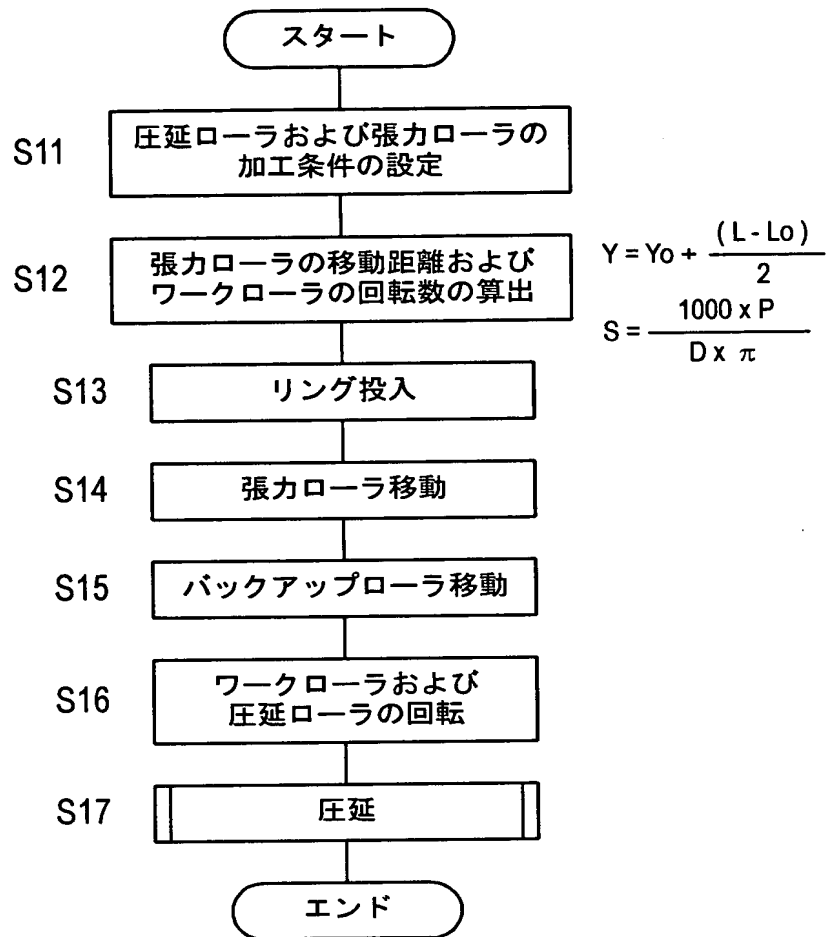 スタート
S11
圧延ローラおよび張力ローラの
加工条件の設定
S12
張力ローラの移動距離および
ワークローラの回転数の算出
Y = Yo + (L - Lo) / 2
S = 1000 x P / D x π
S13
リング投入
S14
張力ローラ移動
S15
バックアップローラ移動
S16
ワークローラおよび
圧延ローラの回転
S17
圧延
エンド